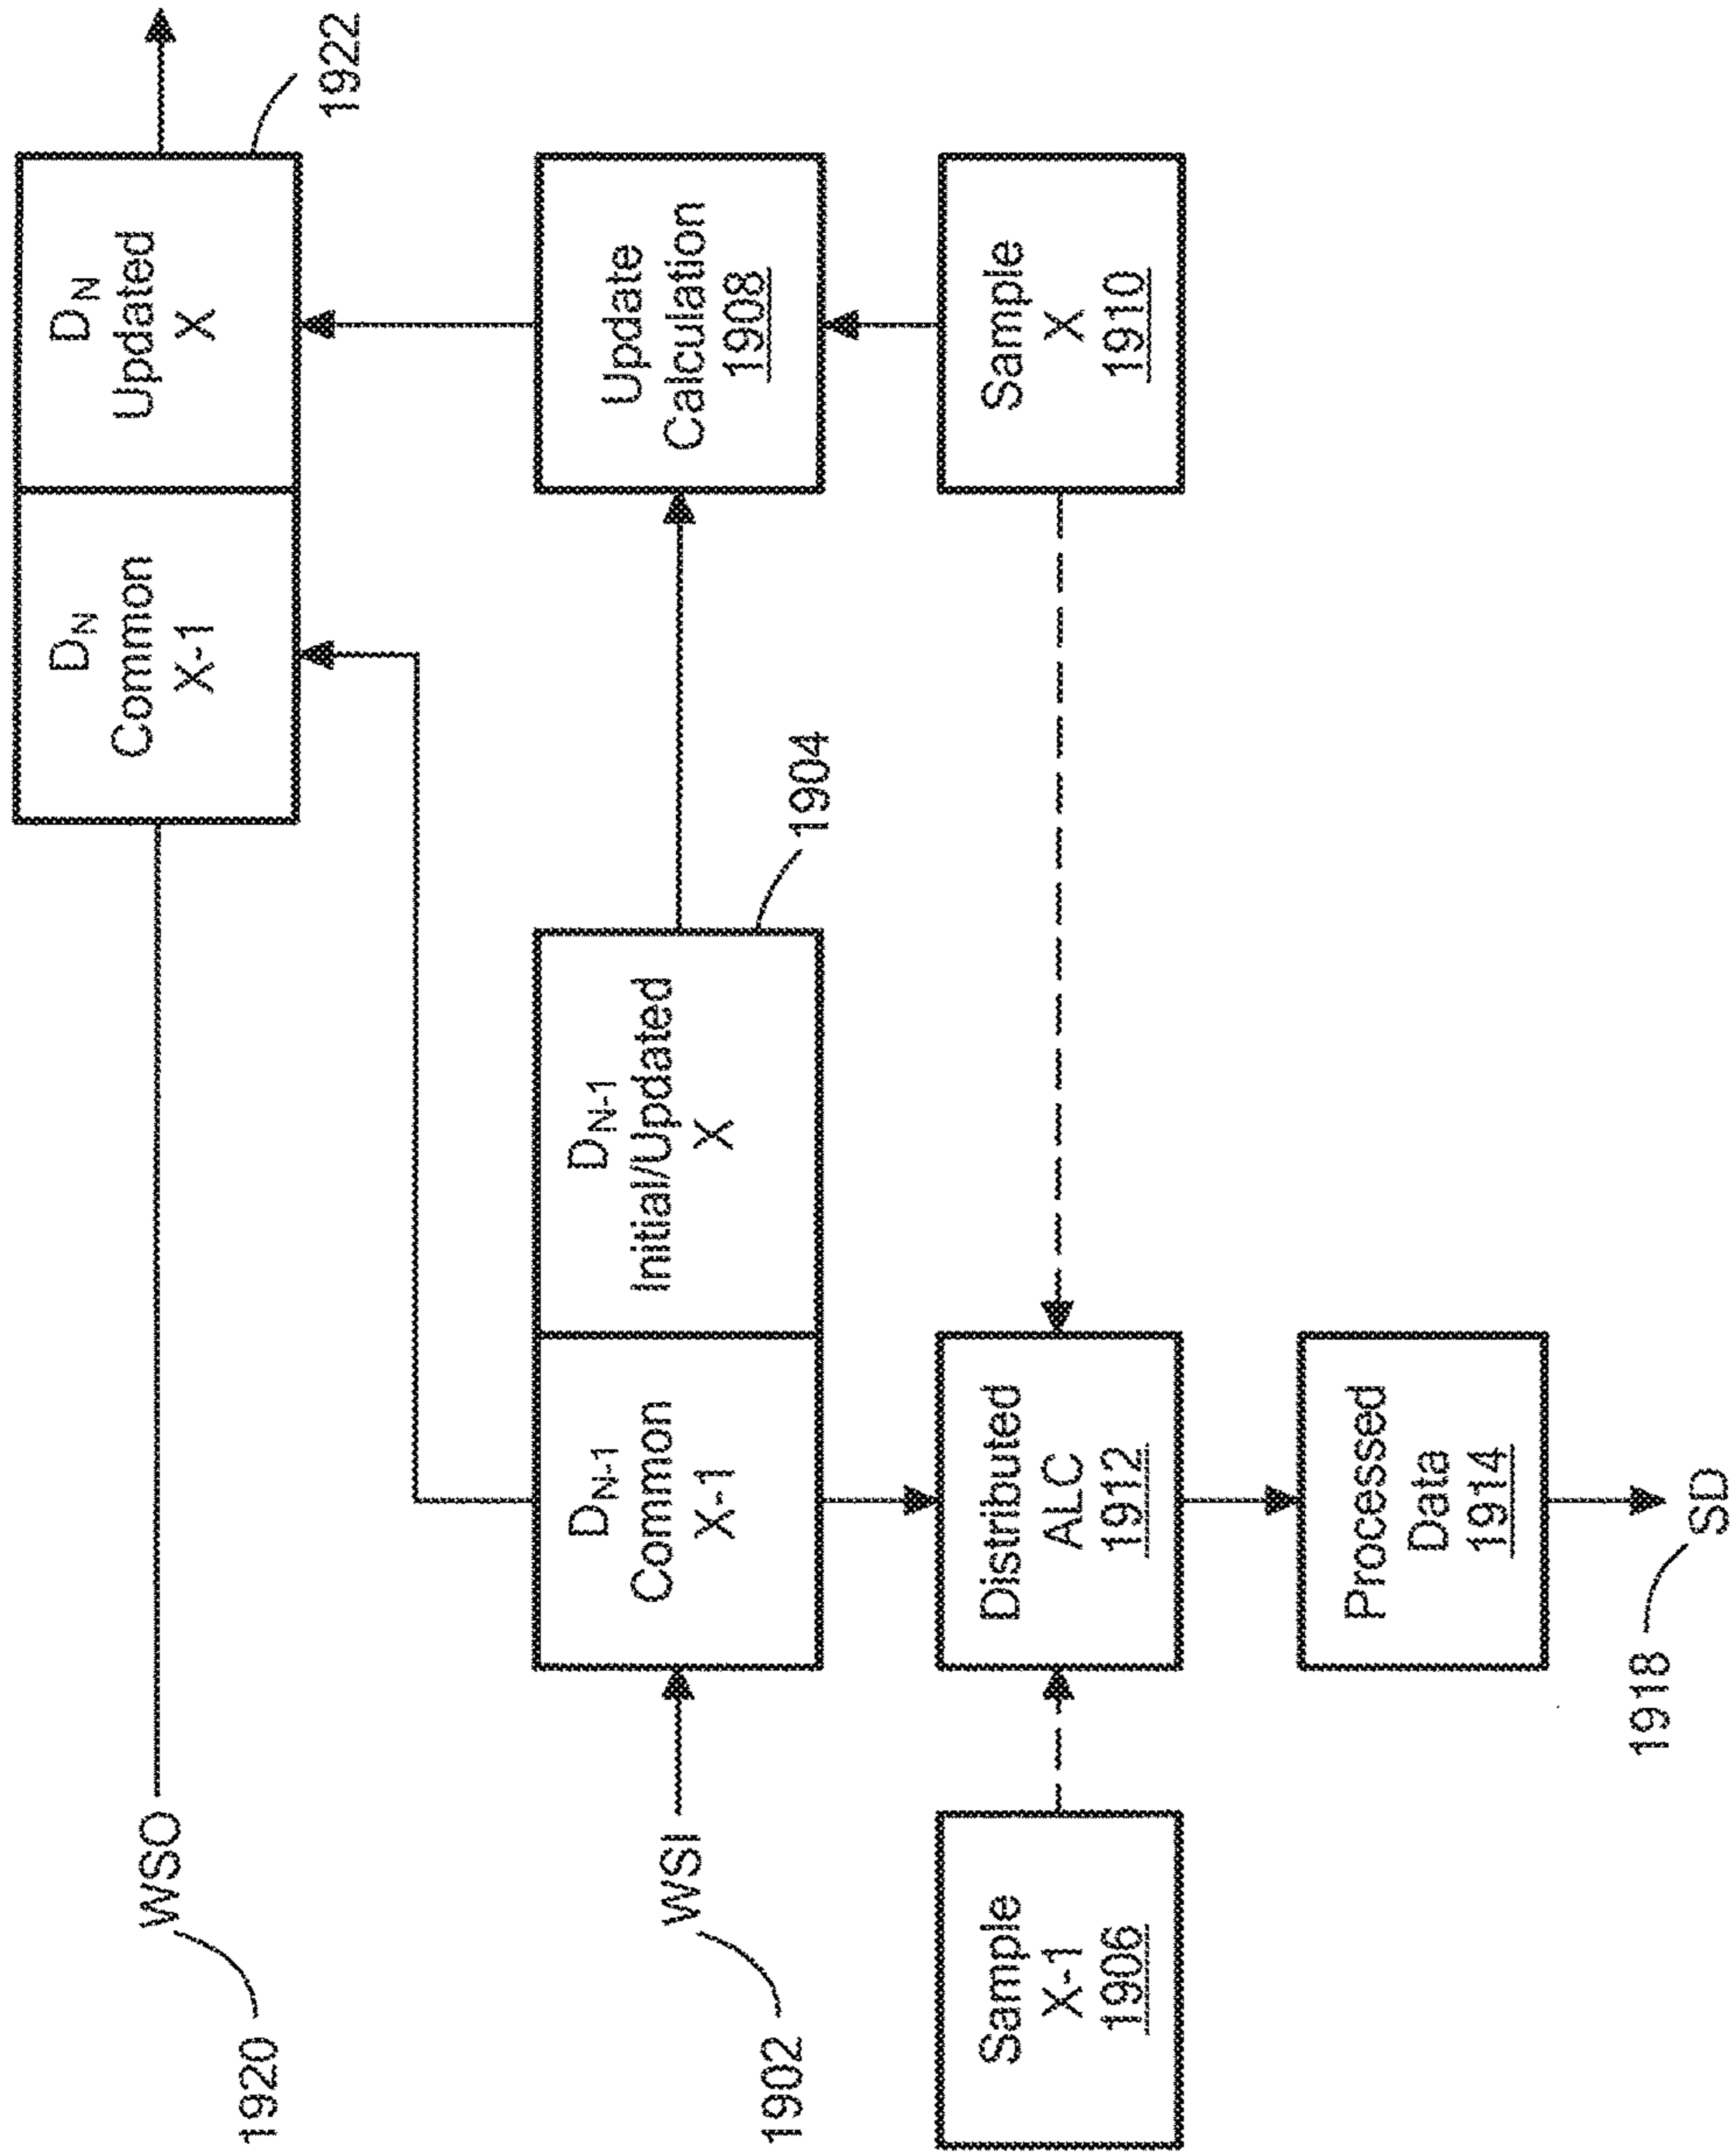 WSO
1920
D_N
Common
X-1
D_N
Updated
X
1922
WSI
1902
D_N-1
Common
X-1
D_N-1
Initial/Updated
X
1904
Update
Calculation
1908
Sample
X-1
1906
Distributed
ALC
1912
Sample
X
1910
Processed
Data
1914
1918
SD